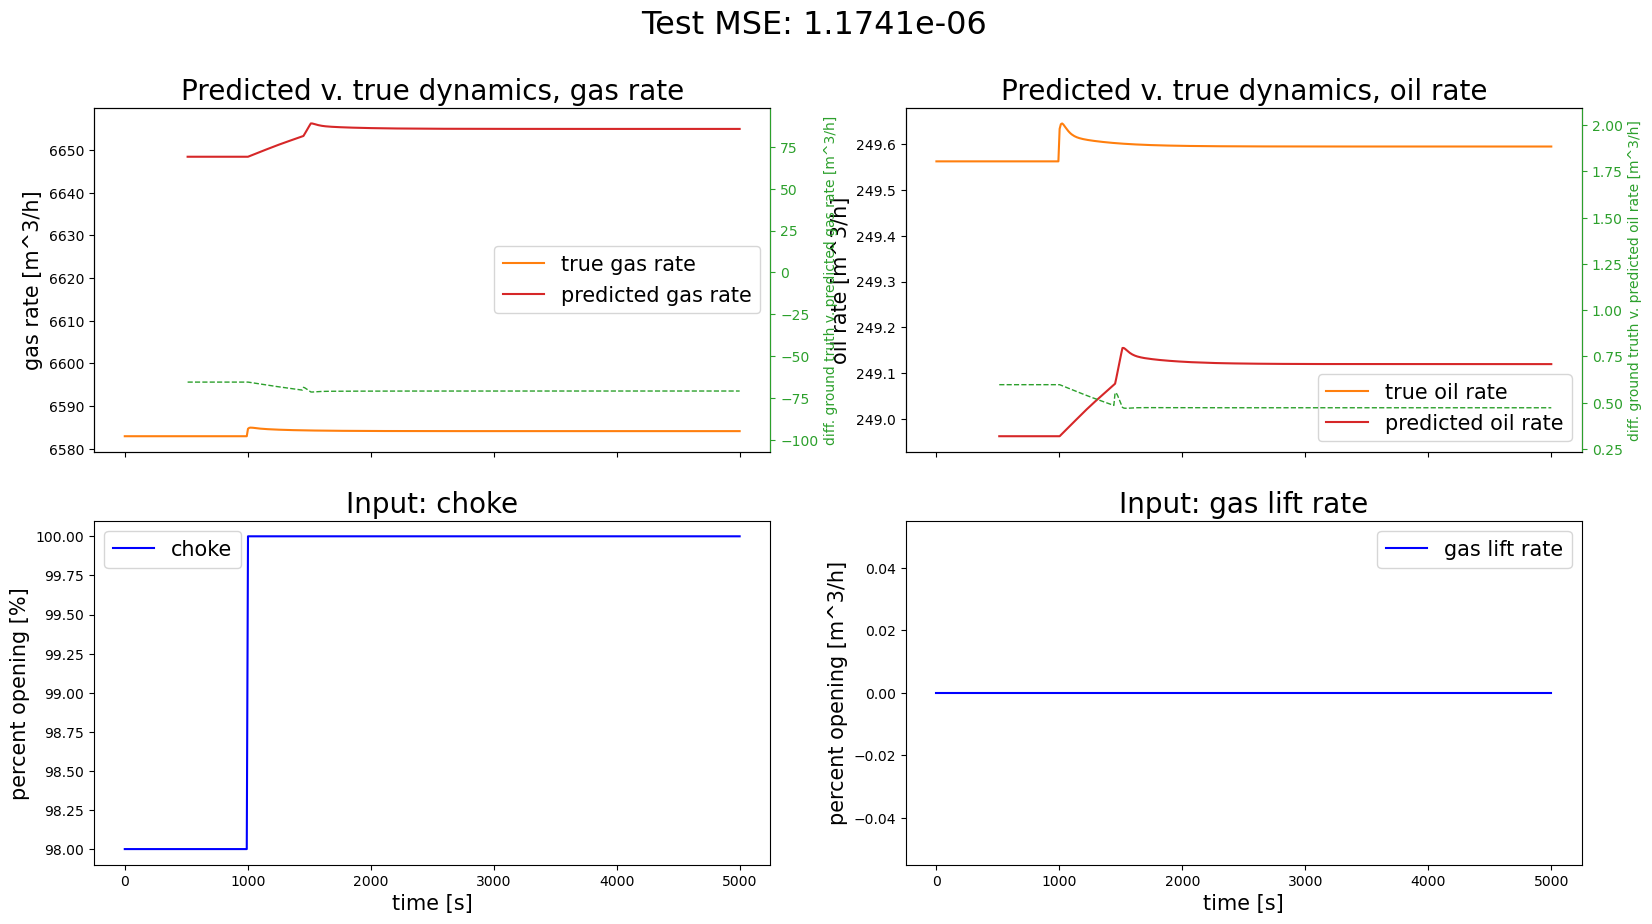 Test MSE: 1.1741e-06
Predicted v. true dynamics, gas rate
gas rate [m^3/h]
6650
6640
6630
6620
6610
6600
6590
6580
true gas rate
predicted gas rate
75
50
25
0
−25
−50
−75
−100
diff. ground truth v. predicted gas rate [m^3/h]
Predicted v. true dynamics, oil rate
oil rate [m^3/h]
249.6
249.5
249.4
249.3
249.2
249.1
249.0
true oil rate
predicted oil rate
2.00
1.75
1.50
1.25
1.00
0.75
0.50
0.25
diff. ground truth v. predicted oil rate [m^3/h]
Input: choke
percent opening [%]
100.00
99.75
99.50
99.25
99.00
98.75
98.50
98.25
98.00
choke
0 1000 2000 3000 4000 5000
time [s]
Input: gas lift rate
percent opening [m^3/h]
0.04
0.02
0.00
−0.02
−0.04
gas lift rate
0 1000 2000 3000 4000 5000
time [s]